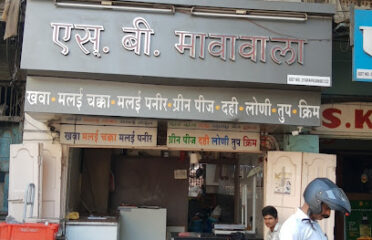 एस्. बी. मावावाला
खवा • मलई चक्का • मलई पनीर • ग्रीन पीज • दही • लोणी • तुप • क्रिम
S.K
खवा मलई चक्का मलई पनीर ग्रीन पीज दही लोणी तुप क्रिम